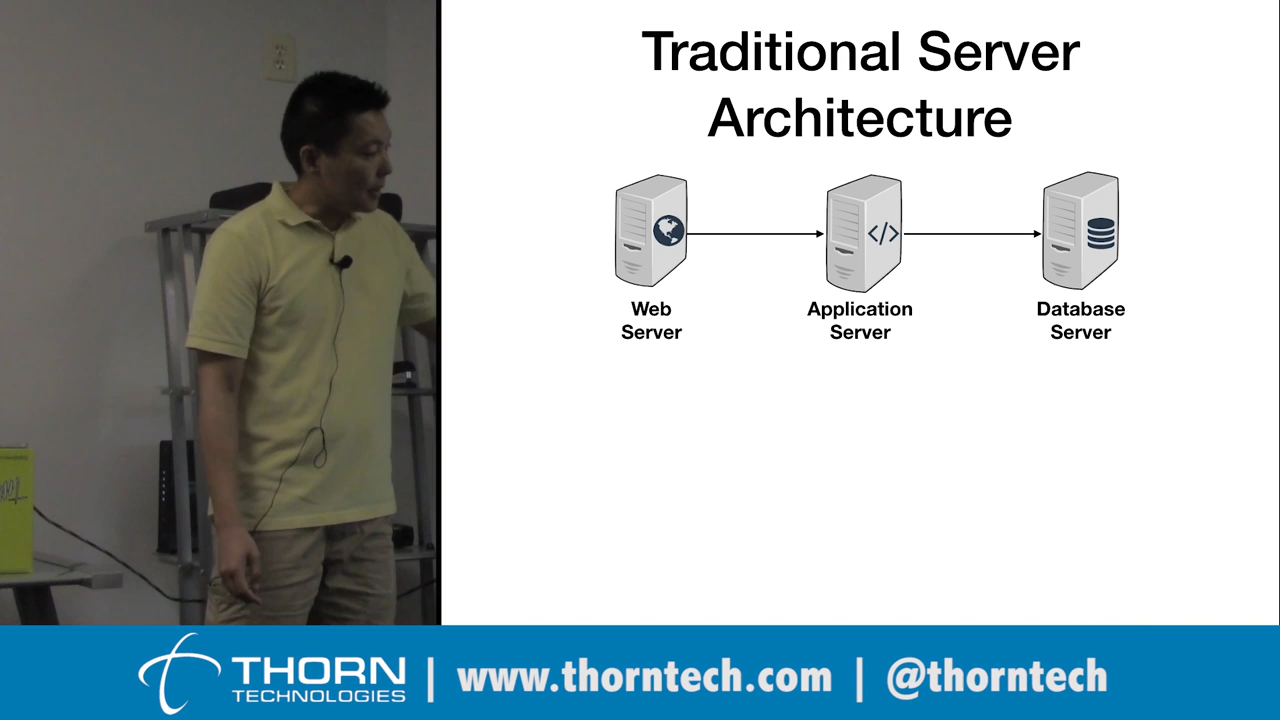 Traditional Server
Architecture
Web
Server
Application
Server
Database
Server
THORN
TECHNOLOGIES
| www.thorntech.com | @thorntech